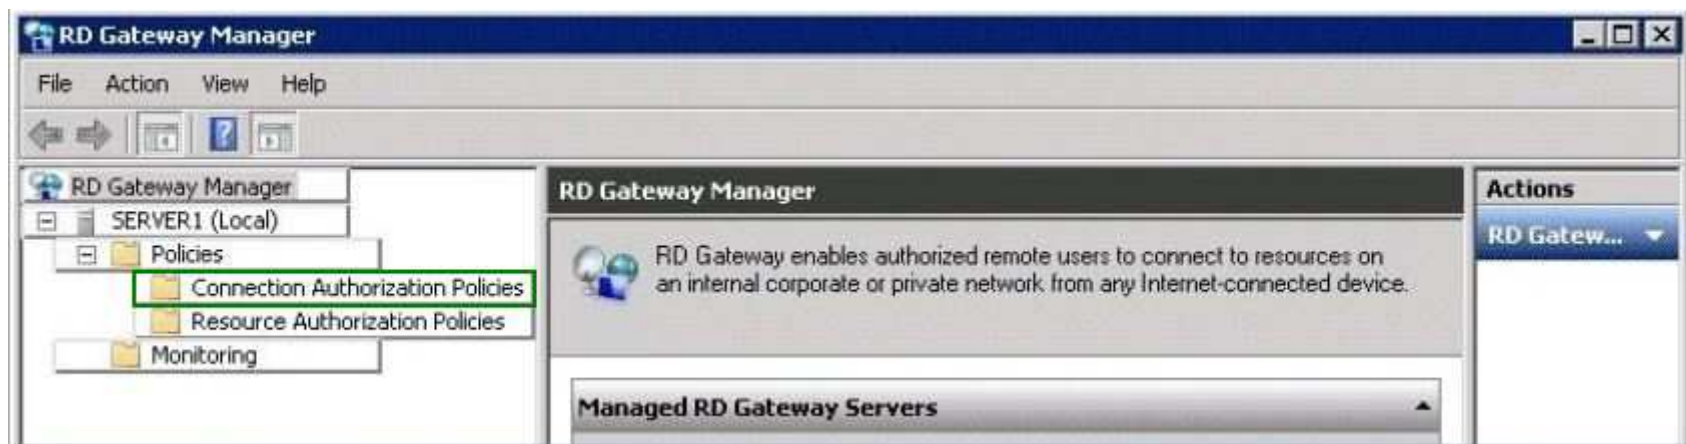 RD Gateway Manager
File Action View Help
RD Gateway Manager
SERVER1 (Local)
Policies
Connection Authorization Policies
Resource Authorization Policies
Monitoring
RD Gateway Manager
RD Gateway enables authorized remote users to connect to resources on
an internal corporate or private network from any Internet-connected device.
Managed RD Gateway Servers
Actions
RD Gatew...